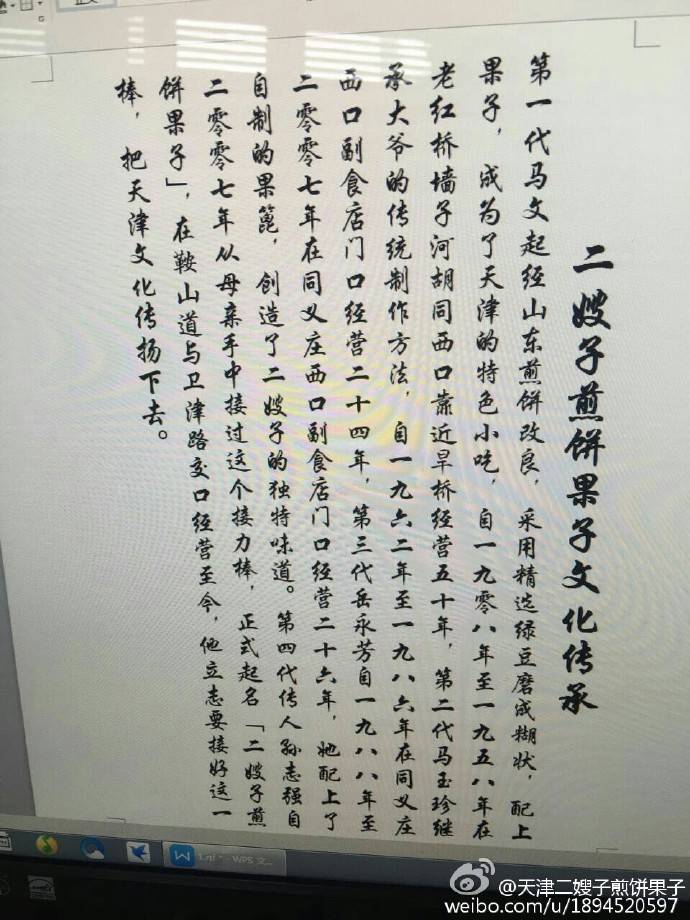 二嫂子煎饼果子文化传承
第一代马文起经山东煎饼改良，采用精选绿豆磨成糊状，配上
果子，成为了天津的特色小吃，自一九零八年至一九五八年在
老红桥墙子河胡同西口靠近旱桥经营五十年，第二代马玉珍继
承大爷的传统制作方法，自一九六二年至一九八六年在同义庄
西口副食店门口经营二十四年，第三代岳永芳自一九八八年至
二零零七年在同义庄西口副食店门口经营二十六年，她配上了
自制的果篦，创造了二嫂子的独特味道。第四代传人孙志强自
二零零七年从母亲手中接过这个接力棒，正式起名「二嫂子煎
饼果子」，在鞍山道与卫津路交口经营至今，他立志要接好这一
棒，把天津文化传扬下去。
WPS 文...
@天津二嫂子煎饼果子
weibo.com/u/1894520597